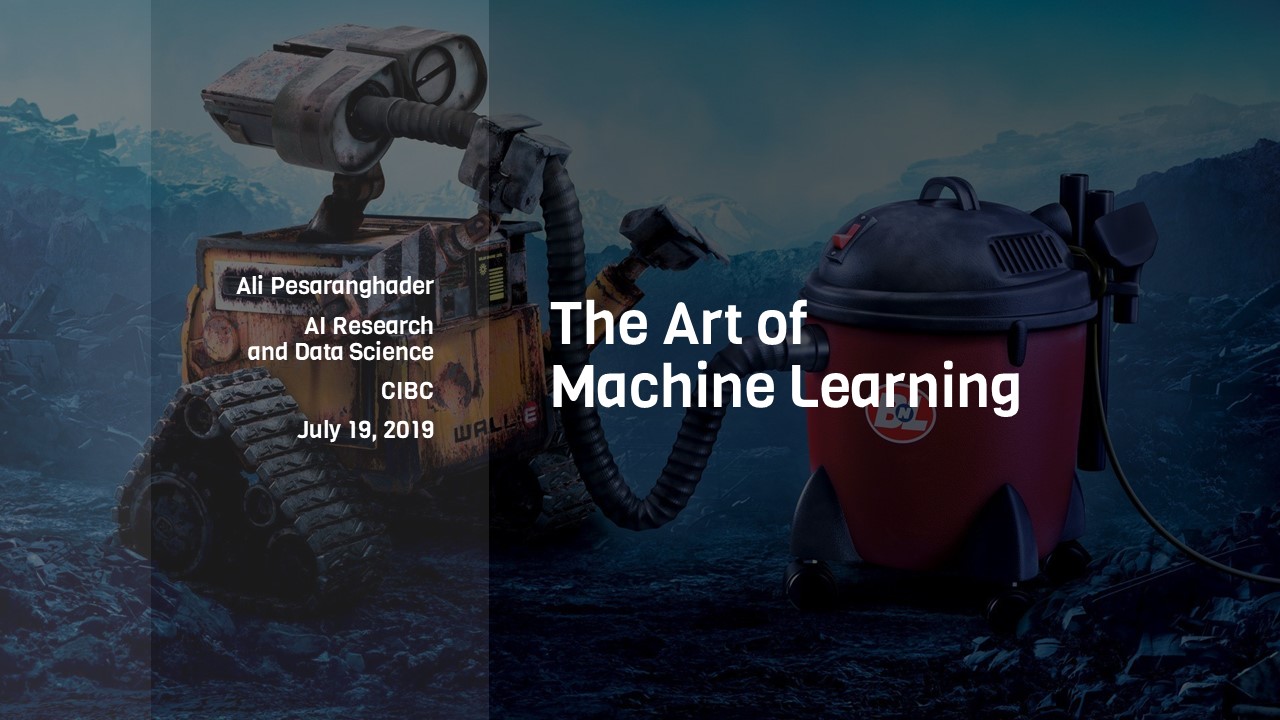 Ali Pesaranghader
AI Research
and Data Science
CIBC
July 19, 2019
The Art of
Machine Learning
WALL•E
BNL